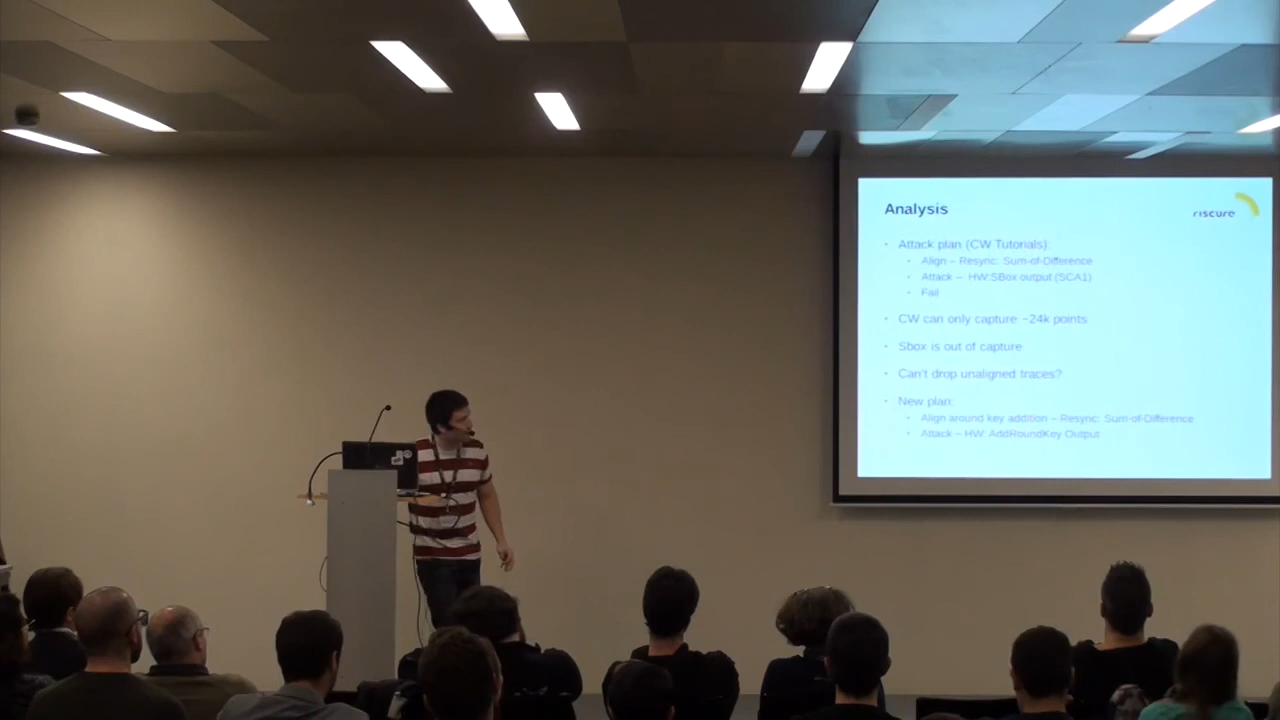 Analysis
riscure
Attack plan (CW Tutorials):
Align – Resync: Sum-of-Difference
Attack – HW:SBox output (SCA1)
Fail
CW can only capture ~24k points
Sbox is out of capture
Can't drop unaligned traces?
New plan:
Align around key addition – Resync: Sum-of-Difference
Attack – HW: AddRoundKey Output